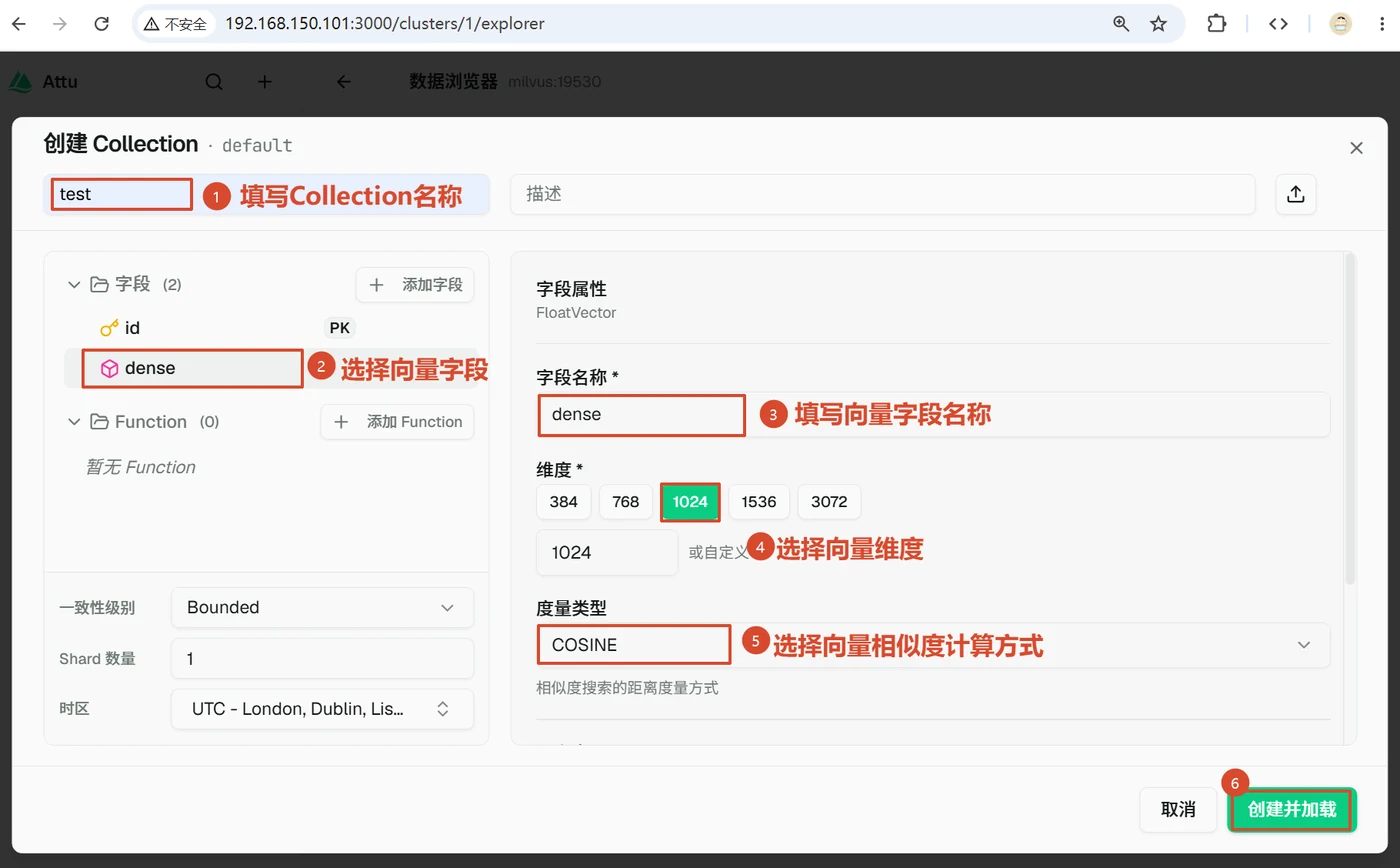 不安全 192.168.150.101:3000/clusters/1/explorer
Attu 数据浏览器 milvus:19530
创建 Collection · default
test 1 填写Collection名称 描述
字段 (2) 添加字段
id PK
dense 2 选择向量字段
Function (0) 添加 Function
暂无 Function
一致性级别 Bounded
Shard 数量 1
时区 UTC - London, Dublin, Lis...
字段属性
FloatVector
字段名称 *
dense 3 填写向量字段名称
维度 *
384 768 1024 1536 3072
1024 或自定义 4 选择向量维度
度量类型
COSINE 5 选择向量相似度计算方式
相似度搜索的距离度量方式
6
取消 创建并加载